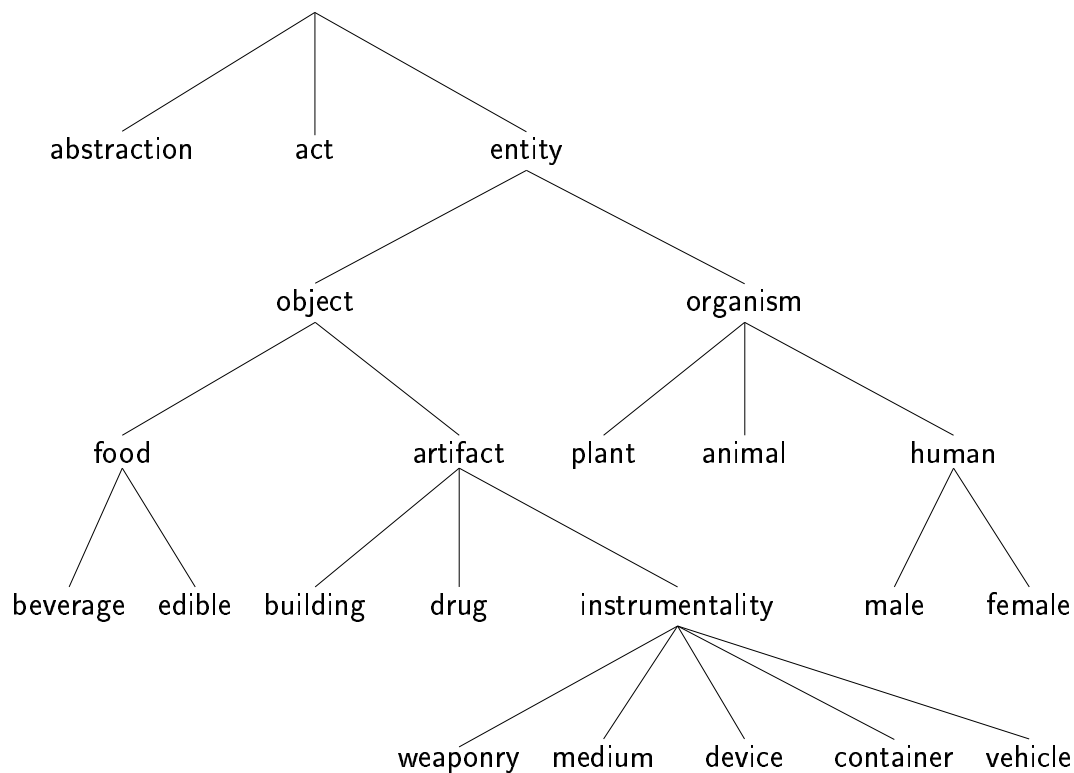 abstraction act entity
object organism
food artifact plant animal human
beverage edible building drug instrumentality male female
weaponry medium device container vehicle